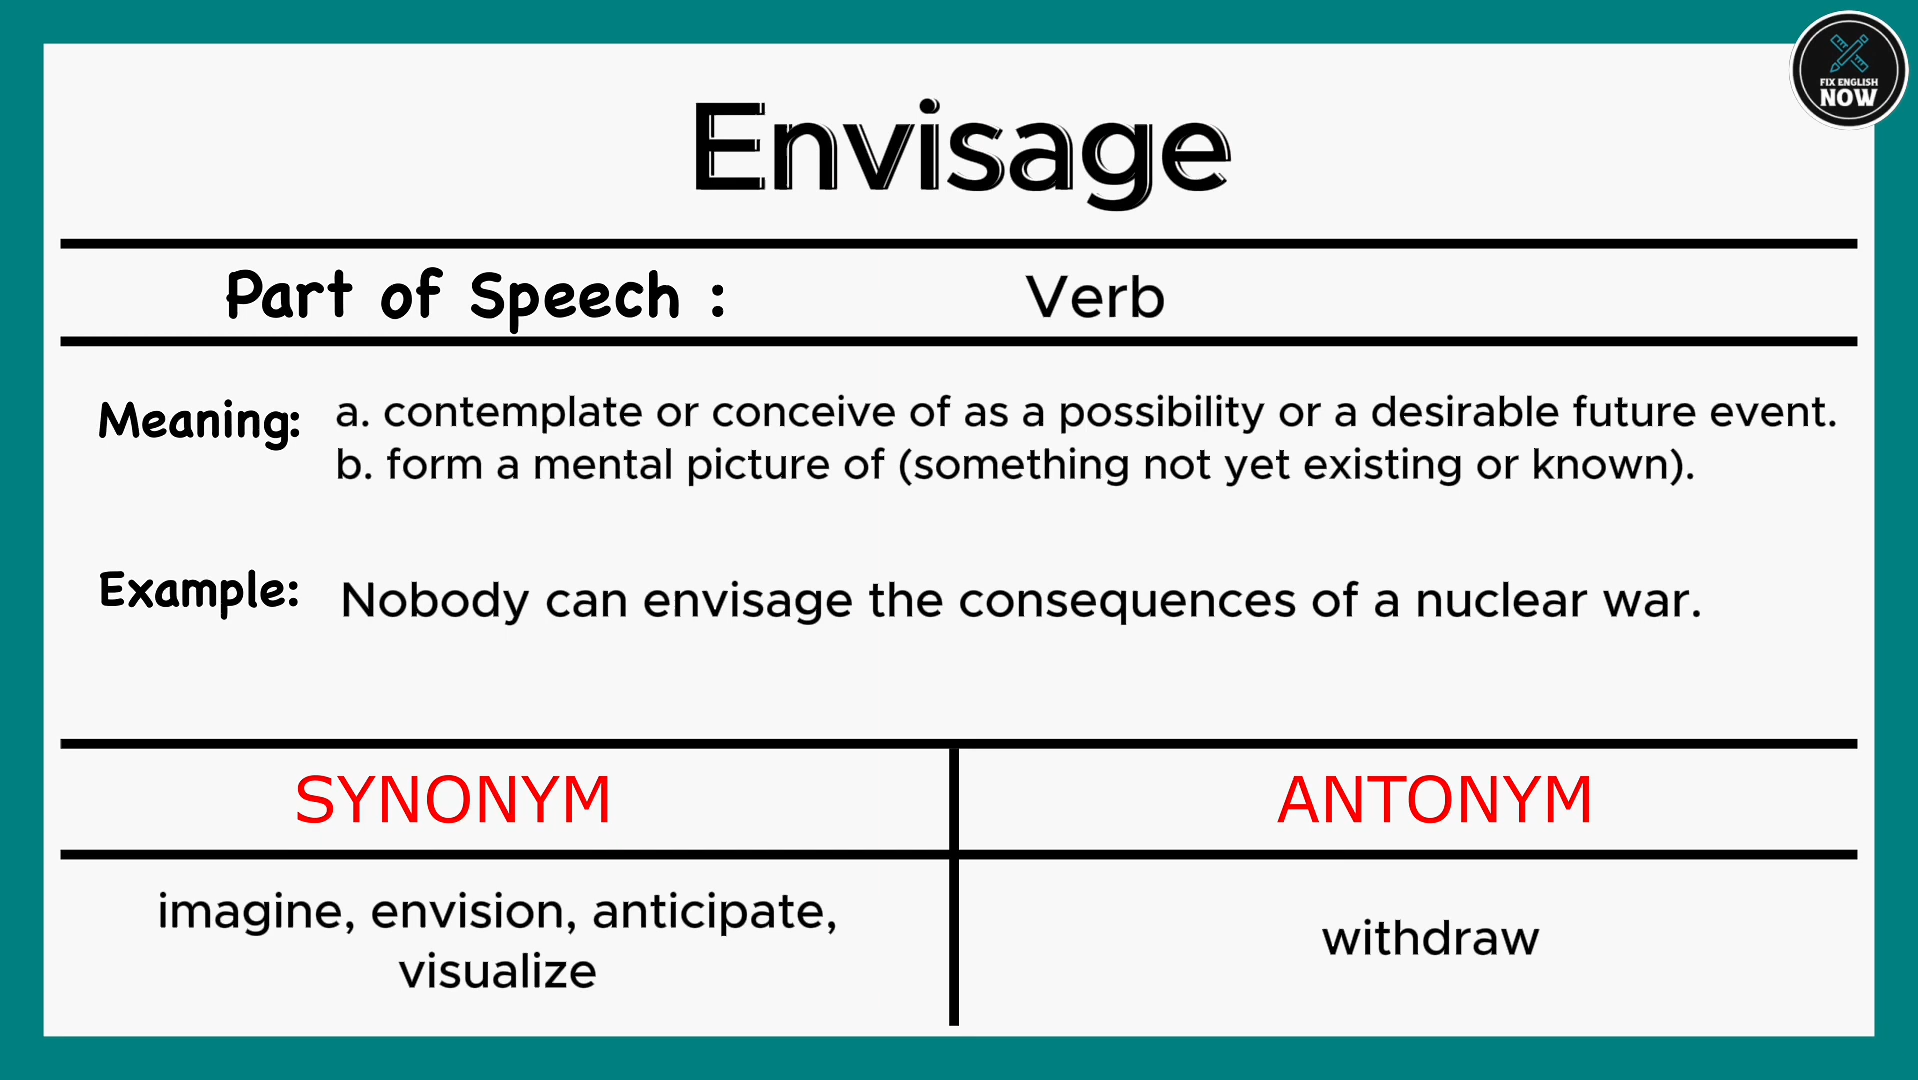 FIX ENGLISH
NOW
Envisage
Part of Speech : Verb
Meaning: a. contemplate or conceive of as a possibility or a desirable future event.
b. form a mental picture of (something not yet existing or known).
Example: Nobody can envisage the consequences of a nuclear war.
SYNONYM ANTONYM
imagine, envision, anticipate,
visualize
withdraw